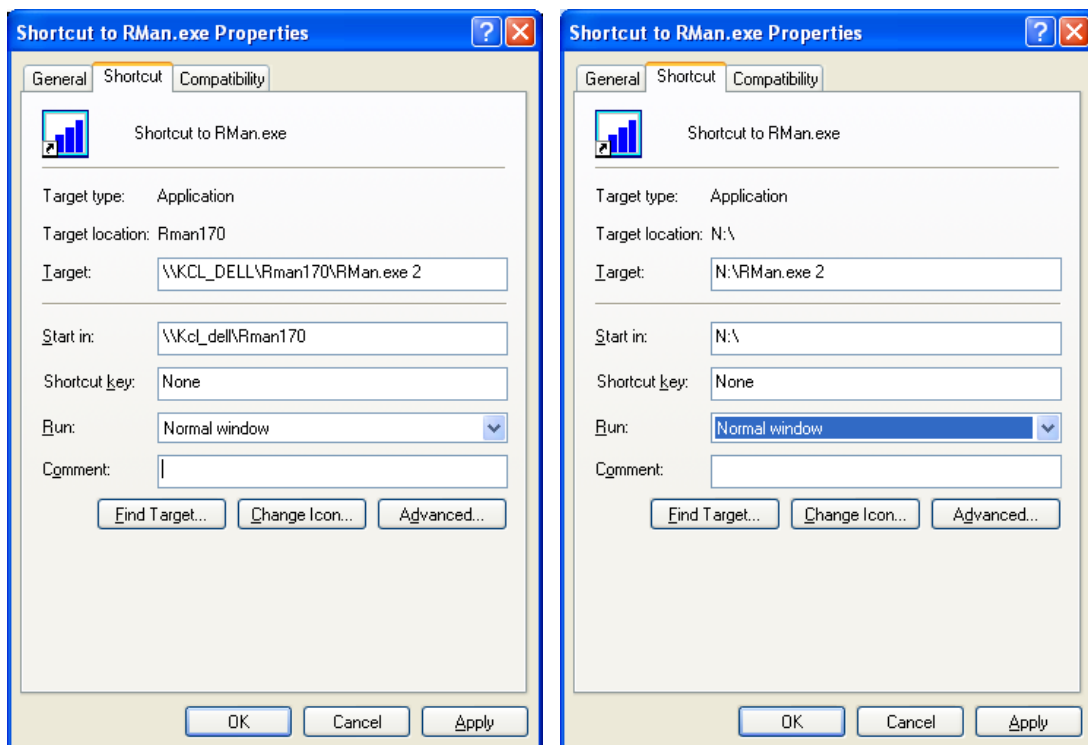 Shortcut to RMan.exe Properties
?
General Shortcut Compatibility
Shortcut to RMan.exe
Target type: Application
Target location: Rman170
Target: \\KCL_DELL\Rman170\RMan.exe 2
Start in: \\Kcl_dell\Rman170
Shortcut key: None
Run: Normal window
Comment:
Find Target... Change Icon... Advanced...
OK Cancel Apply
Shortcut to RMan.exe Properties
?
General Shortcut Compatibility
Shortcut to RMan.exe
Target type: Application
Target location: N:\
Target: N:\RMan.exe 2
Start in: N:\
Shortcut key: None
Run: Normal window
Comment:
Find Target... Change Icon... Advanced...
OK Cancel Apply